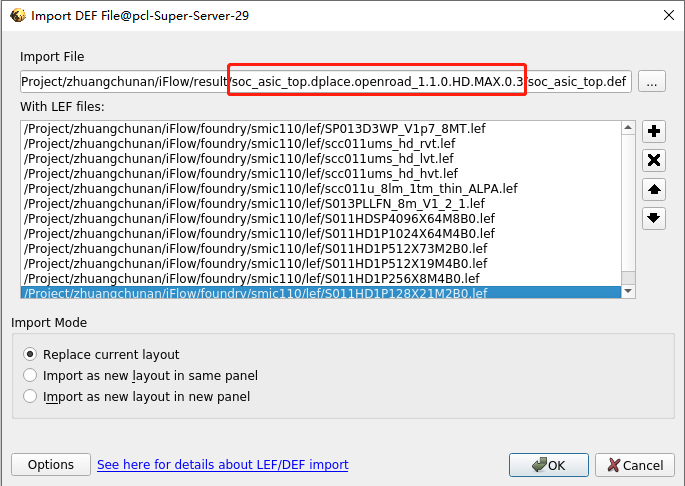 Import DEF File@pcl-Super-Server-29
Import File
Project/zhuangchunan/iFlow/result/soc_asic_top.dplace.openroad_1.1.0.HD.MAX.0.3/soc_asic_top.def
...
With LEF files:
/Project/zhuangchunan/iFlow/foundry/smic110/lef/SP013D3WP_V1p7_8MT.lef
/Project/zhuangchunan/iFlow/foundry/smic110/lef/scc011ums_hd_rvt.lef
/Project/zhuangchunan/iFlow/foundry/smic110/lef/scc011ums_hd_lvt.lef
/Project/zhuangchunan/iFlow/foundry/smic110/lef/scc011ums_hd_hvt.lef
/Project/zhuangchunan/iFlow/foundry/smic110/lef/scc011u_8lm_1tm_thin_ALPA.lef
/Project/zhuangchunan/iFlow/foundry/smic110/lef/S013PLLFN_8m_V1_2_1.lef
/Project/zhuangchunan/iFlow/foundry/smic110/lef/S011HDSP4096X64M8B0.lef
/Project/zhuangchunan/iFlow/foundry/smic110/lef/S011HD1P1024X64M4B0.lef
/Project/zhuangchunan/iFlow/foundry/smic110/lef/S011HD1P512X73M2B0.lef
/Project/zhuangchunan/iFlow/foundry/smic110/lef/S011HD1P512X19M4B0.lef
/Project/zhuangchunan/iFlow/foundry/smic110/lef/S011HD1P256X8M4B0.lef
/Project/zhuangchunan/iFlow/foundry/smic110/lef/S011HD1P128X21M2B0.lef
Import Mode
Replace current layout
Import as new layout in same panel
Import as new layout in new panel
Options
See here for details about LEF/DEF import
OK
Cancel